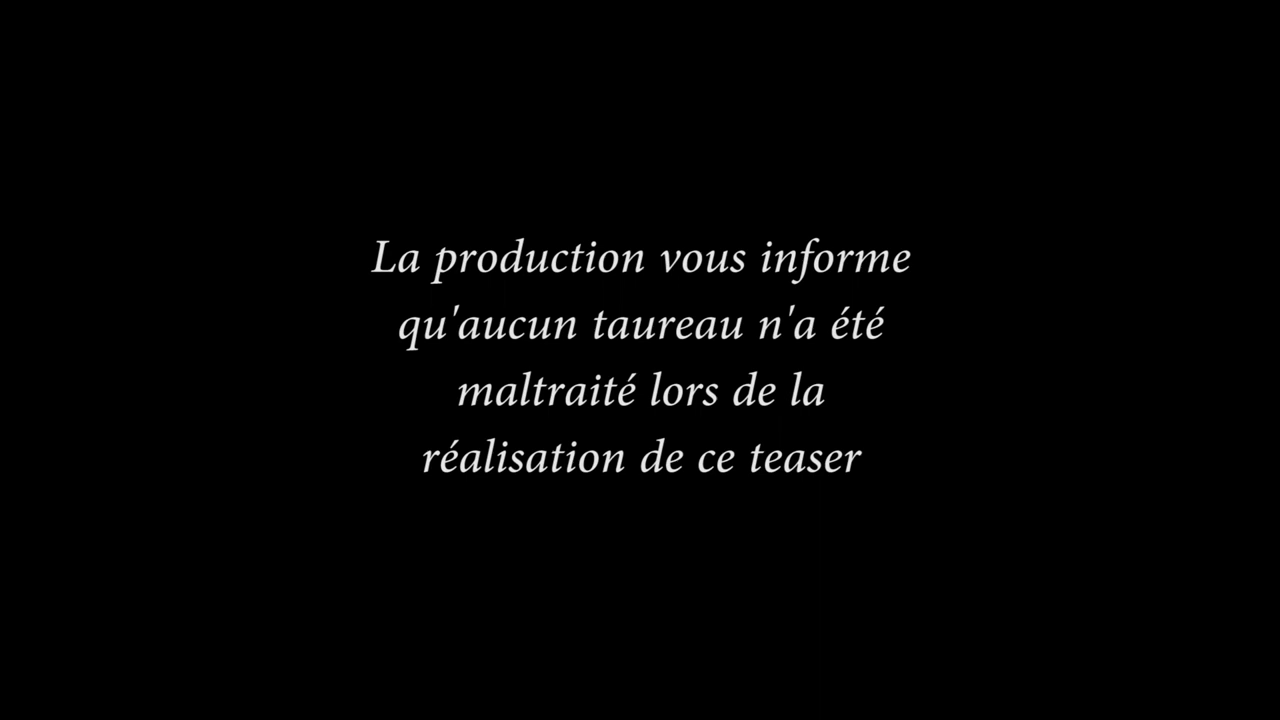 La production vous informe
qu'aucun taureau n'a été
maltraité lors de la
réalisation de ce teaser